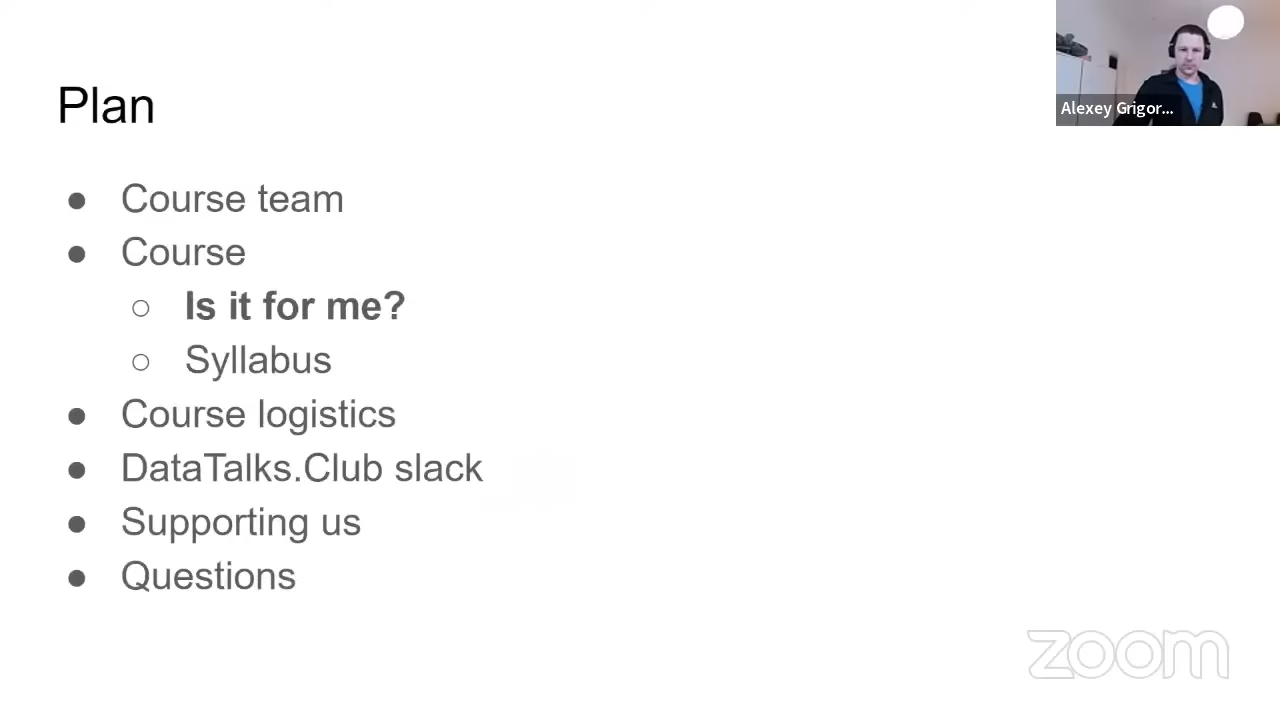 Plan
Alexey Grigor...
● Course team
● Course
○ Is it for me?
○ Syllabus
● Course logistics
● DataTalks.Club slack
● Supporting us
● Questions
zoom